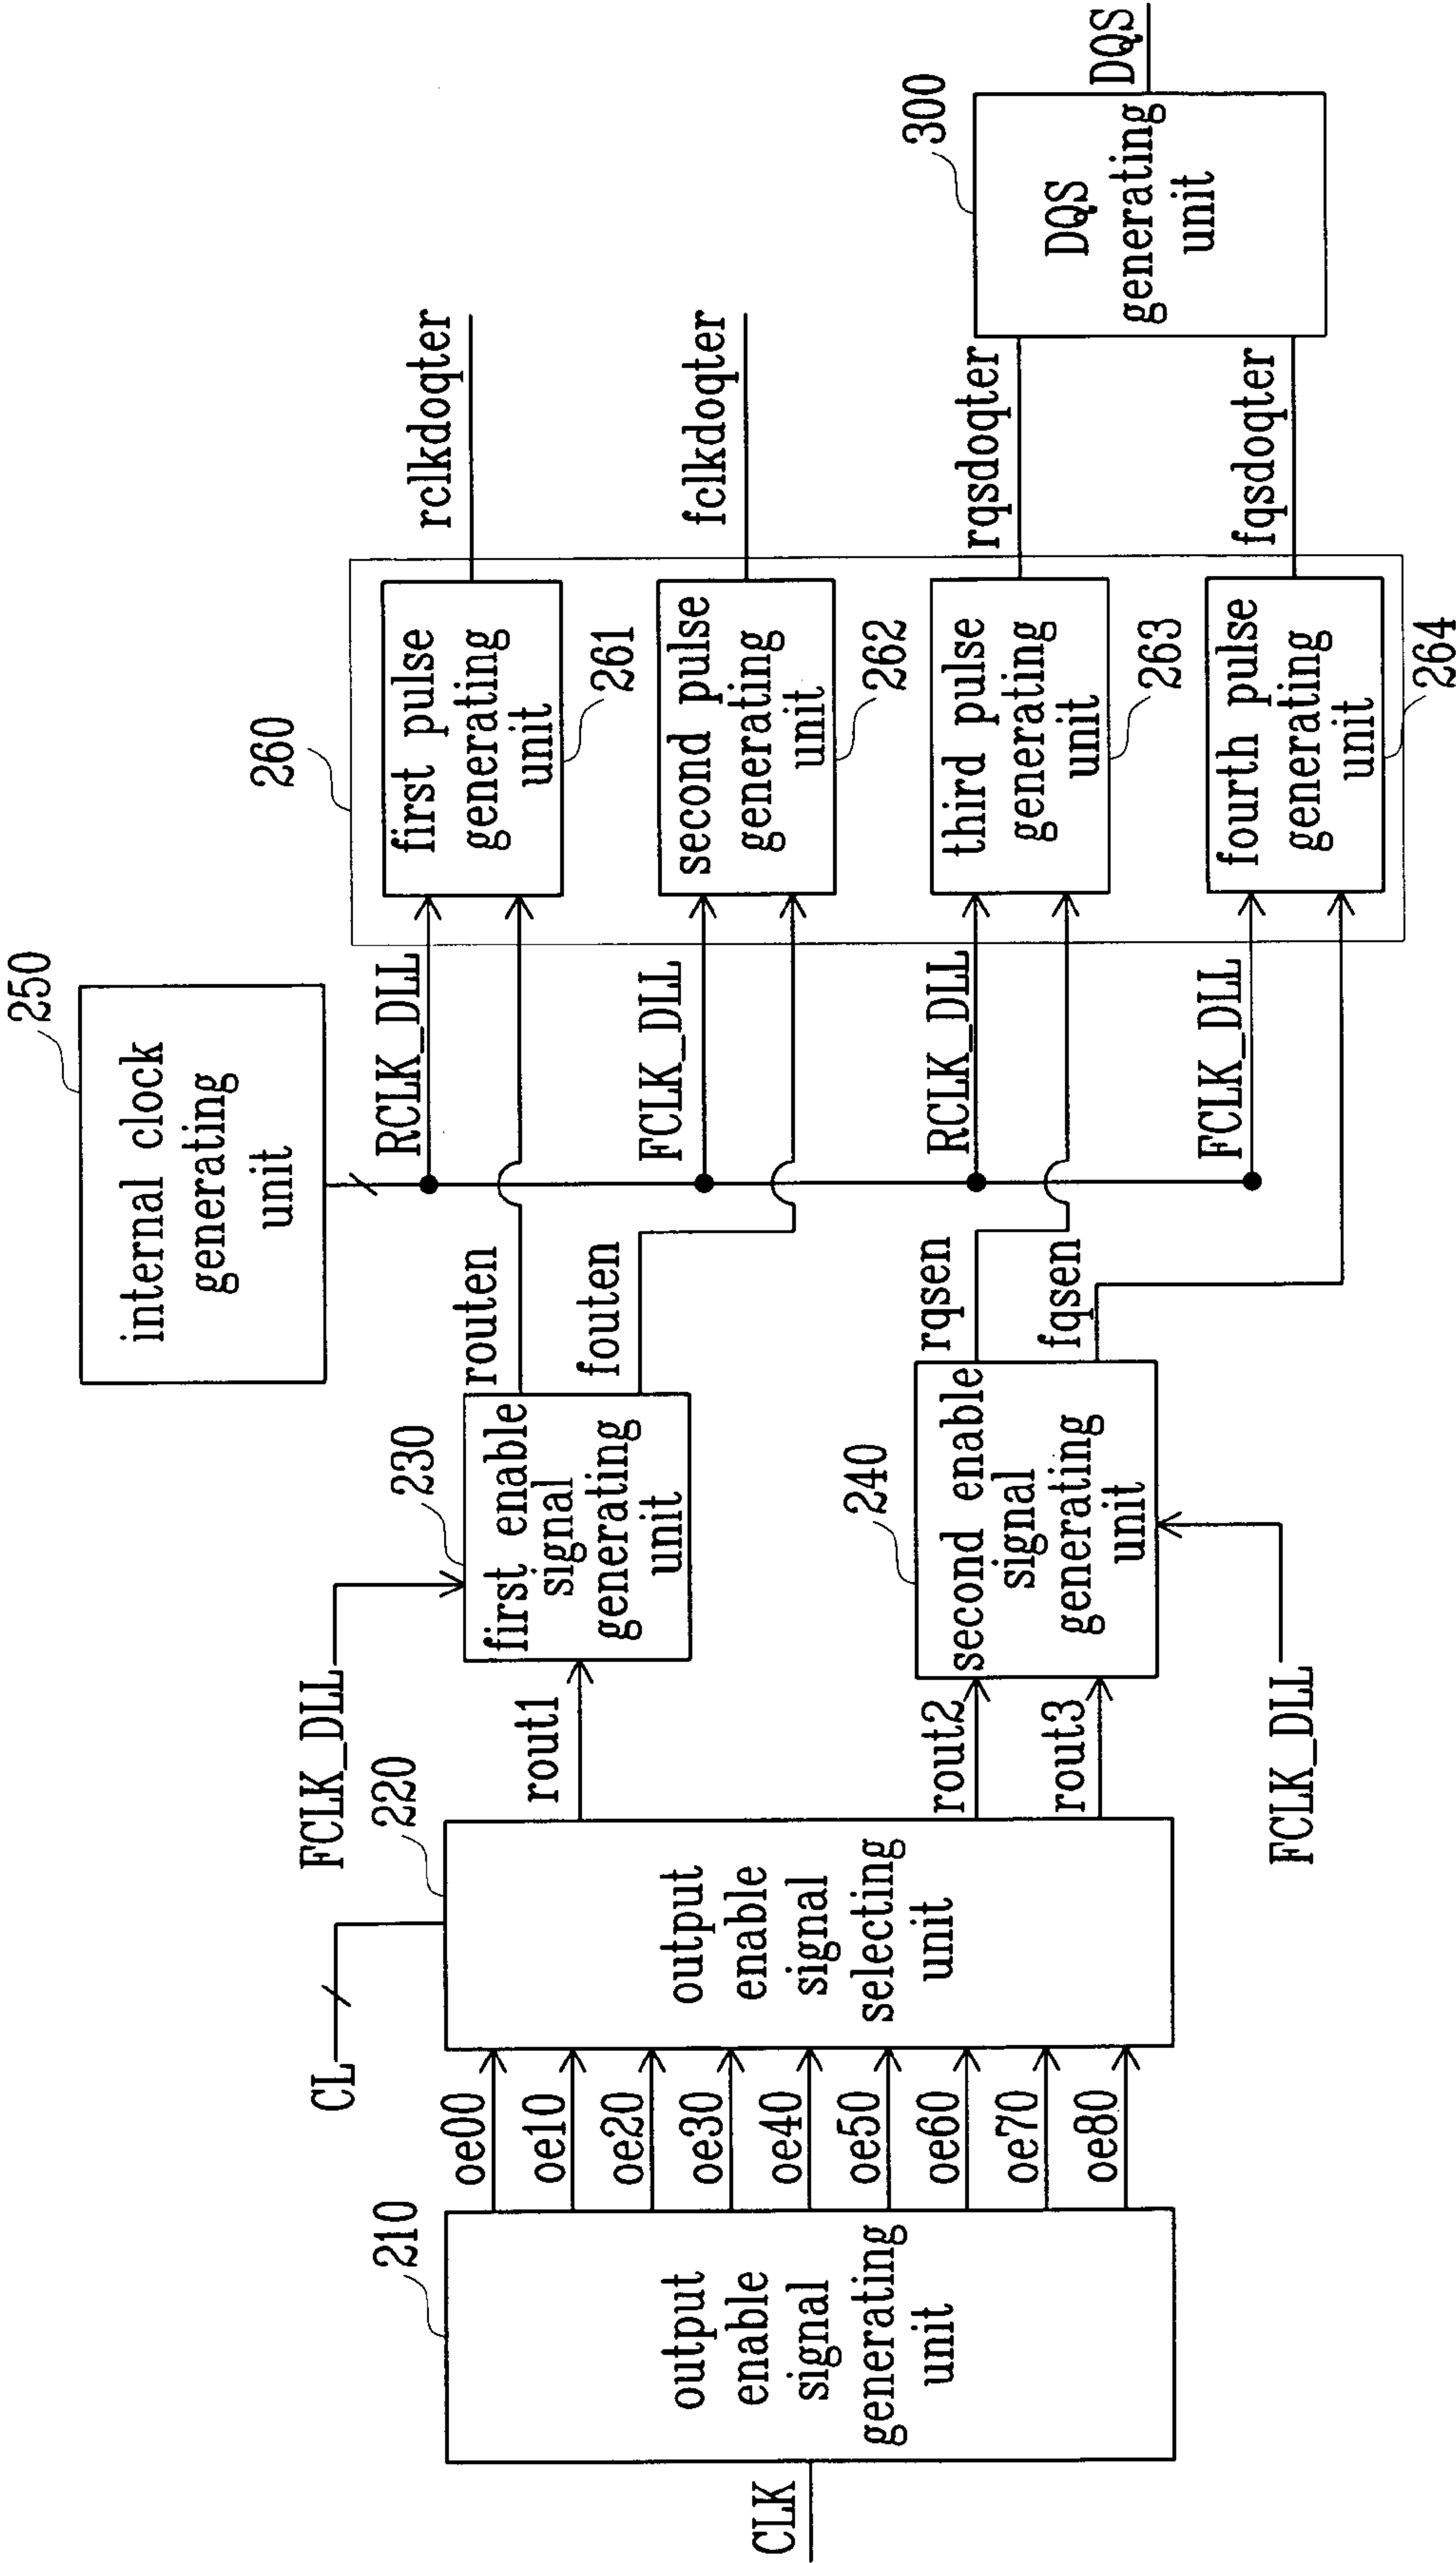 CLK
210
output
enable
signal
generating
unit
oe00
oe10
oe20
oe30
oe40
oe50
oe60
oe70
oe80
CL
220
output
enable
signal
selecting
unit
rout1
rout2
rout3
FCLK_DLL
230
first enable
signal
generating
unit
routen
fouten
240
second enable
signal
generating
unit
FCLK_DLL
rqsen
fqsen
250
internal clock
generating
unit
RCLK_DLL
FCLK_DLL
RCLK_DLL
FCLK_DLL
260
first pulse
generating
unit
261
second pulse
generating
unit
262
third pulse
generating
unit
263
fourth pulse
generating
unit
264
rclkdoqter
fclkdoqter
rqsdoqter
fqsdoqter
300
DQS
generating
unit
DQS